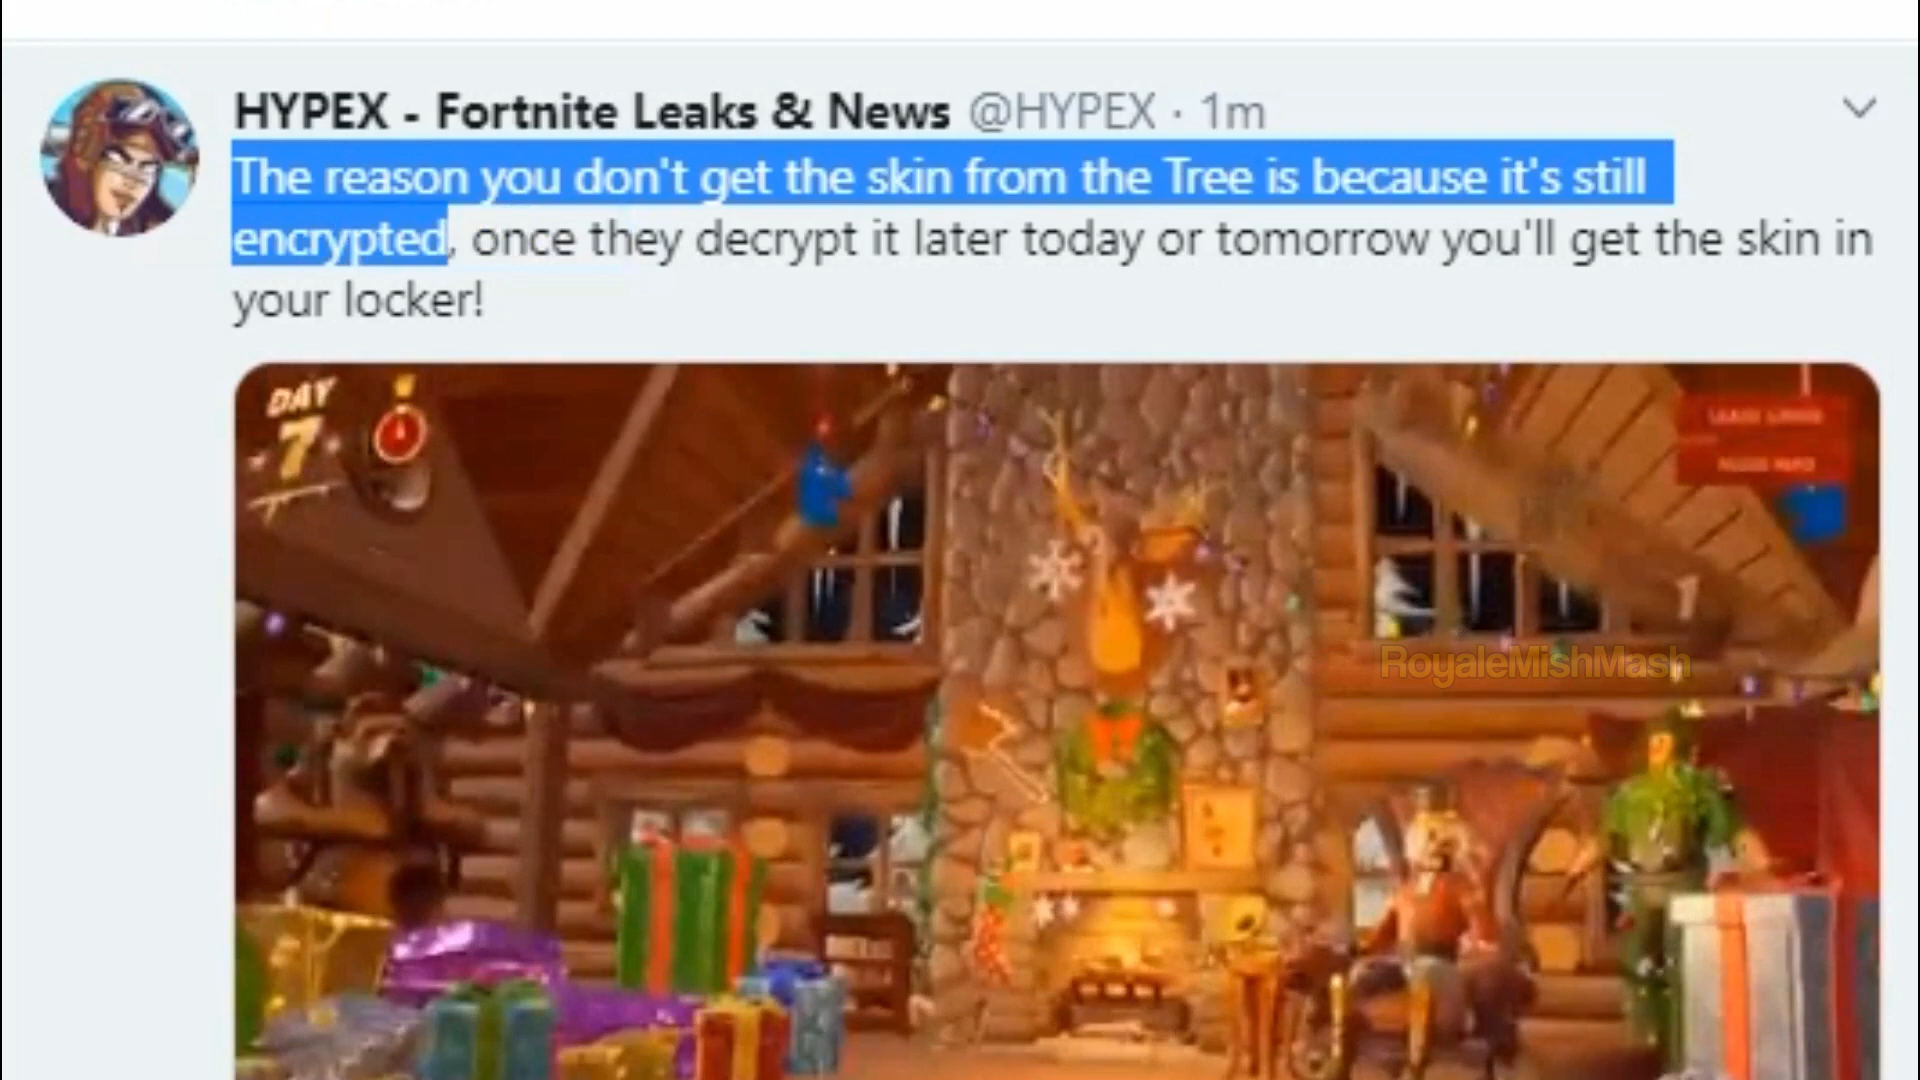 HYPEX - Fortnite Leaks & News @HYPEX · 1m
The reason you don't get the skin from the Tree is because it's still
encrypted, once they decrypt it later today or tomorrow you'll get the skin in
your locker!
DAY
7
RoyaleMishMash